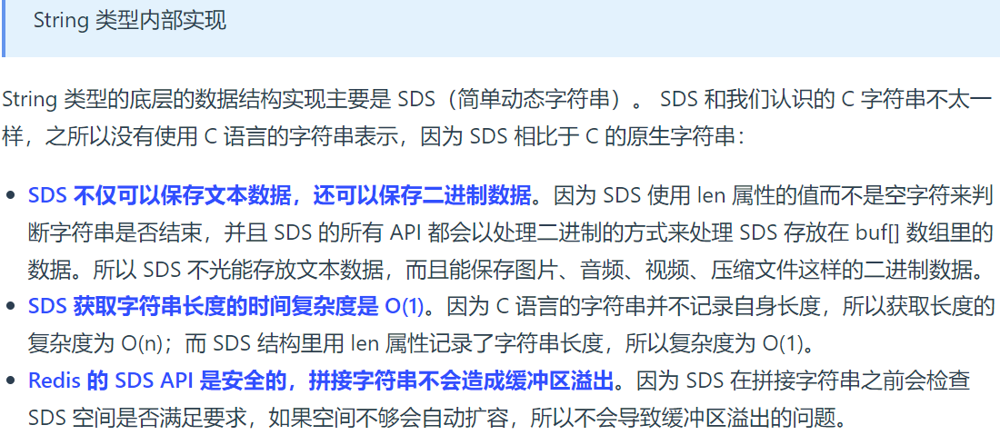 String 类型内部实现
String 类型的底层的数据结构实现主要是 SDS（简单动态字符串）。 SDS 和我们认识的 C 字符串不太一
样，之所以没有使用 C 语言的字符串表示，因为 SDS 相比于 C 的原生字符串：
• SDS 不仅可以保存文本数据，还可以保存二进制数据。因为 SDS 使用 len 属性的值而不是空字符来判
断字符串是否结束，并且 SDS 的所有 API 都会以处理二进制的方式来处理 SDS 存放在 buf[] 数组里的
数据。所以 SDS 不光能存放文本数据，而且能保存图片、音频、视频、压缩文件这样的二进制数据。
• SDS 获取字符串长度的时间复杂度是 O(1)。因为 C 语言的字符串并不记录自身长度，所以获取长度的
复杂度为 O(n)；而 SDS 结构里用 len 属性记录了字符串长度，所以复杂度为 O(1)。
• Redis 的 SDS API 是安全的，拼接字符串不会造成缓冲区溢出。因为 SDS 在拼接字符串之前会检查
SDS 空间是否满足要求，如果空间不够会自动扩容，所以不会导致缓冲区溢出的问题。